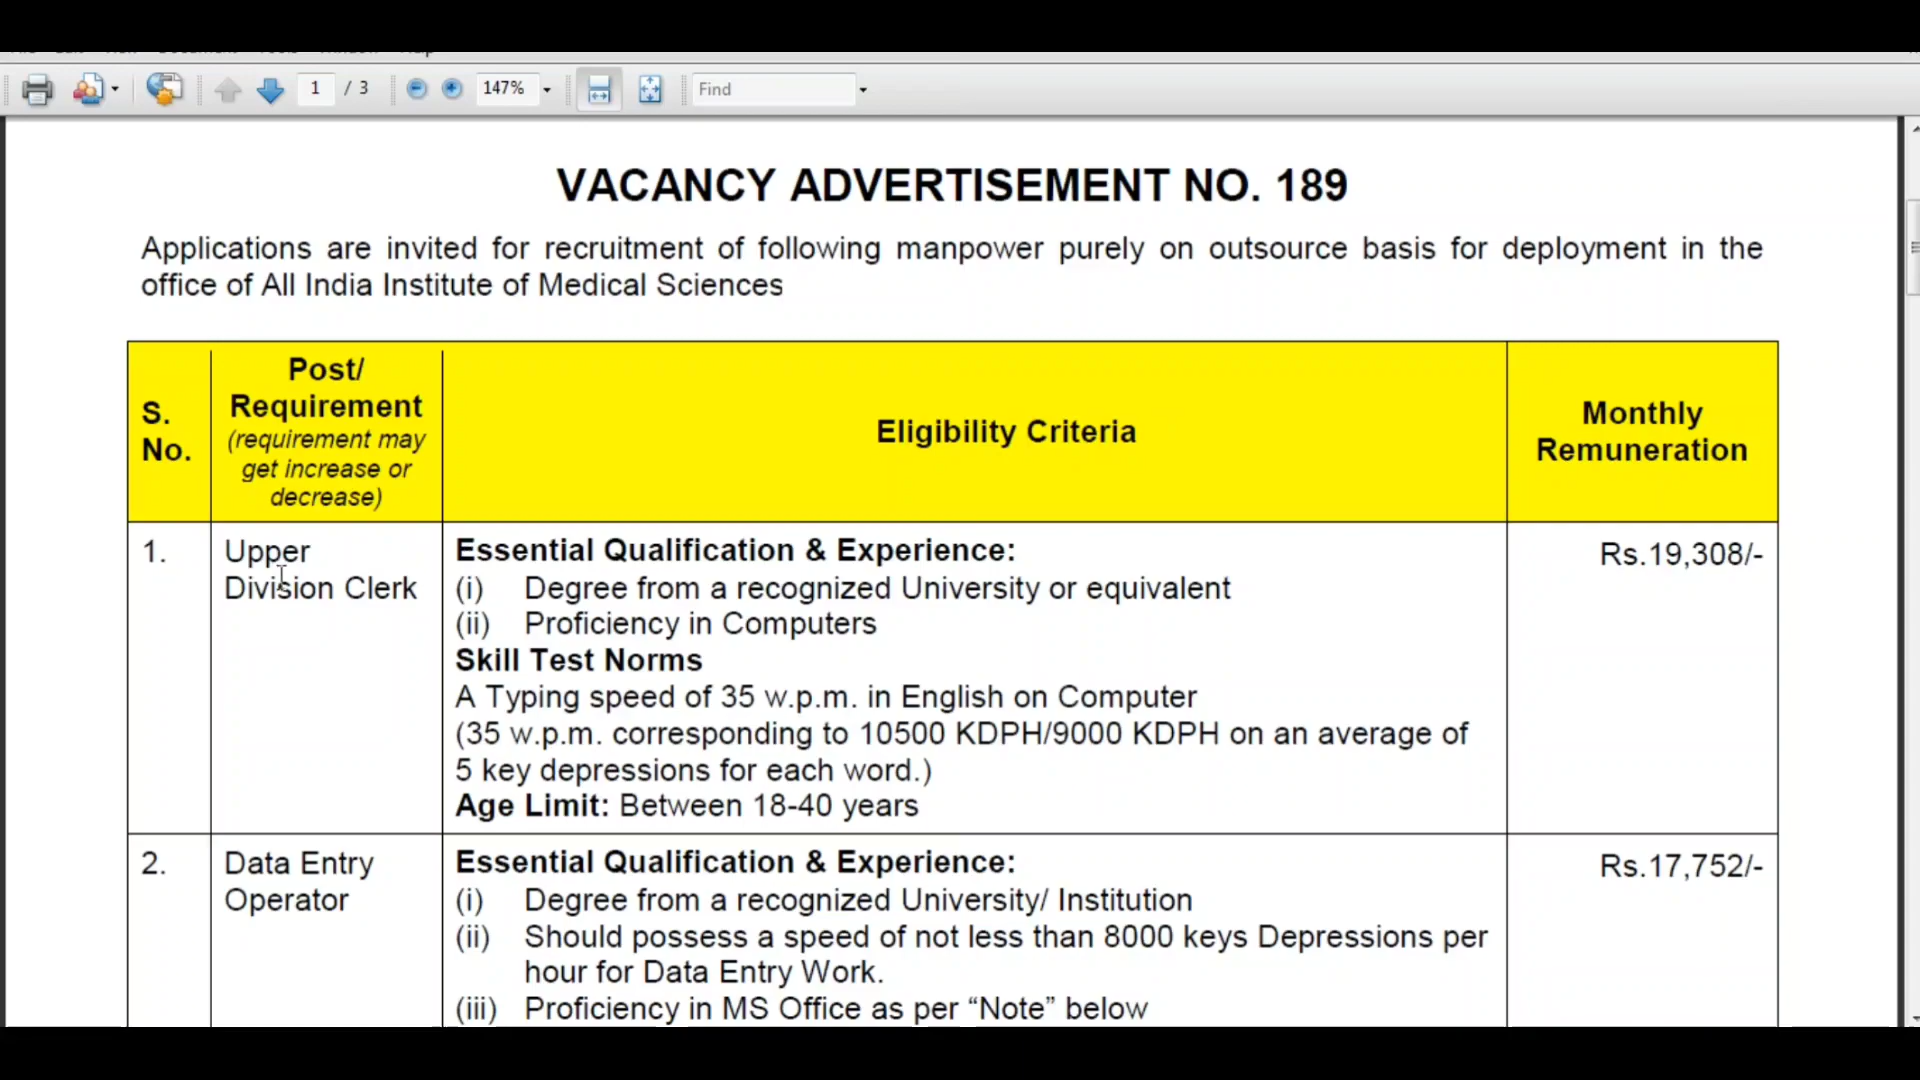 1 / 3 147% Find
VACANCY ADVERTISEMENT NO. 189
Applications are invited for recruitment of following manpower purely on outsource basis for deployment in the
office of All India Institute of Medical Sciences
S.
No.
Post/
Requirement
(requirement may
get increase or
decrease)
Eligibility Criteria
Monthly
Remuneration
1.
Upper
Division Clerk
Essential Qualification & Experience:
(i) Degree from a recognized University or equivalent
(ii) Proficiency in Computers
Skill Test Norms
A Typing speed of 35 w.p.m. in English on Computer
(35 w.p.m. corresponding to 10500 KDPH/9000 KDPH on an average of
5 key depressions for each word.)
Age Limit: Between 18-40 years
Rs.19,308/-
2.
Data Entry
Operator
Essential Qualification & Experience:
(i) Degree from a recognized University/ Institution
(ii) Should possess a speed of not less than 8000 keys Depressions per
hour for Data Entry Work.
(iii) Proficiency in MS Office as per “Note” below
Rs.17,752/-